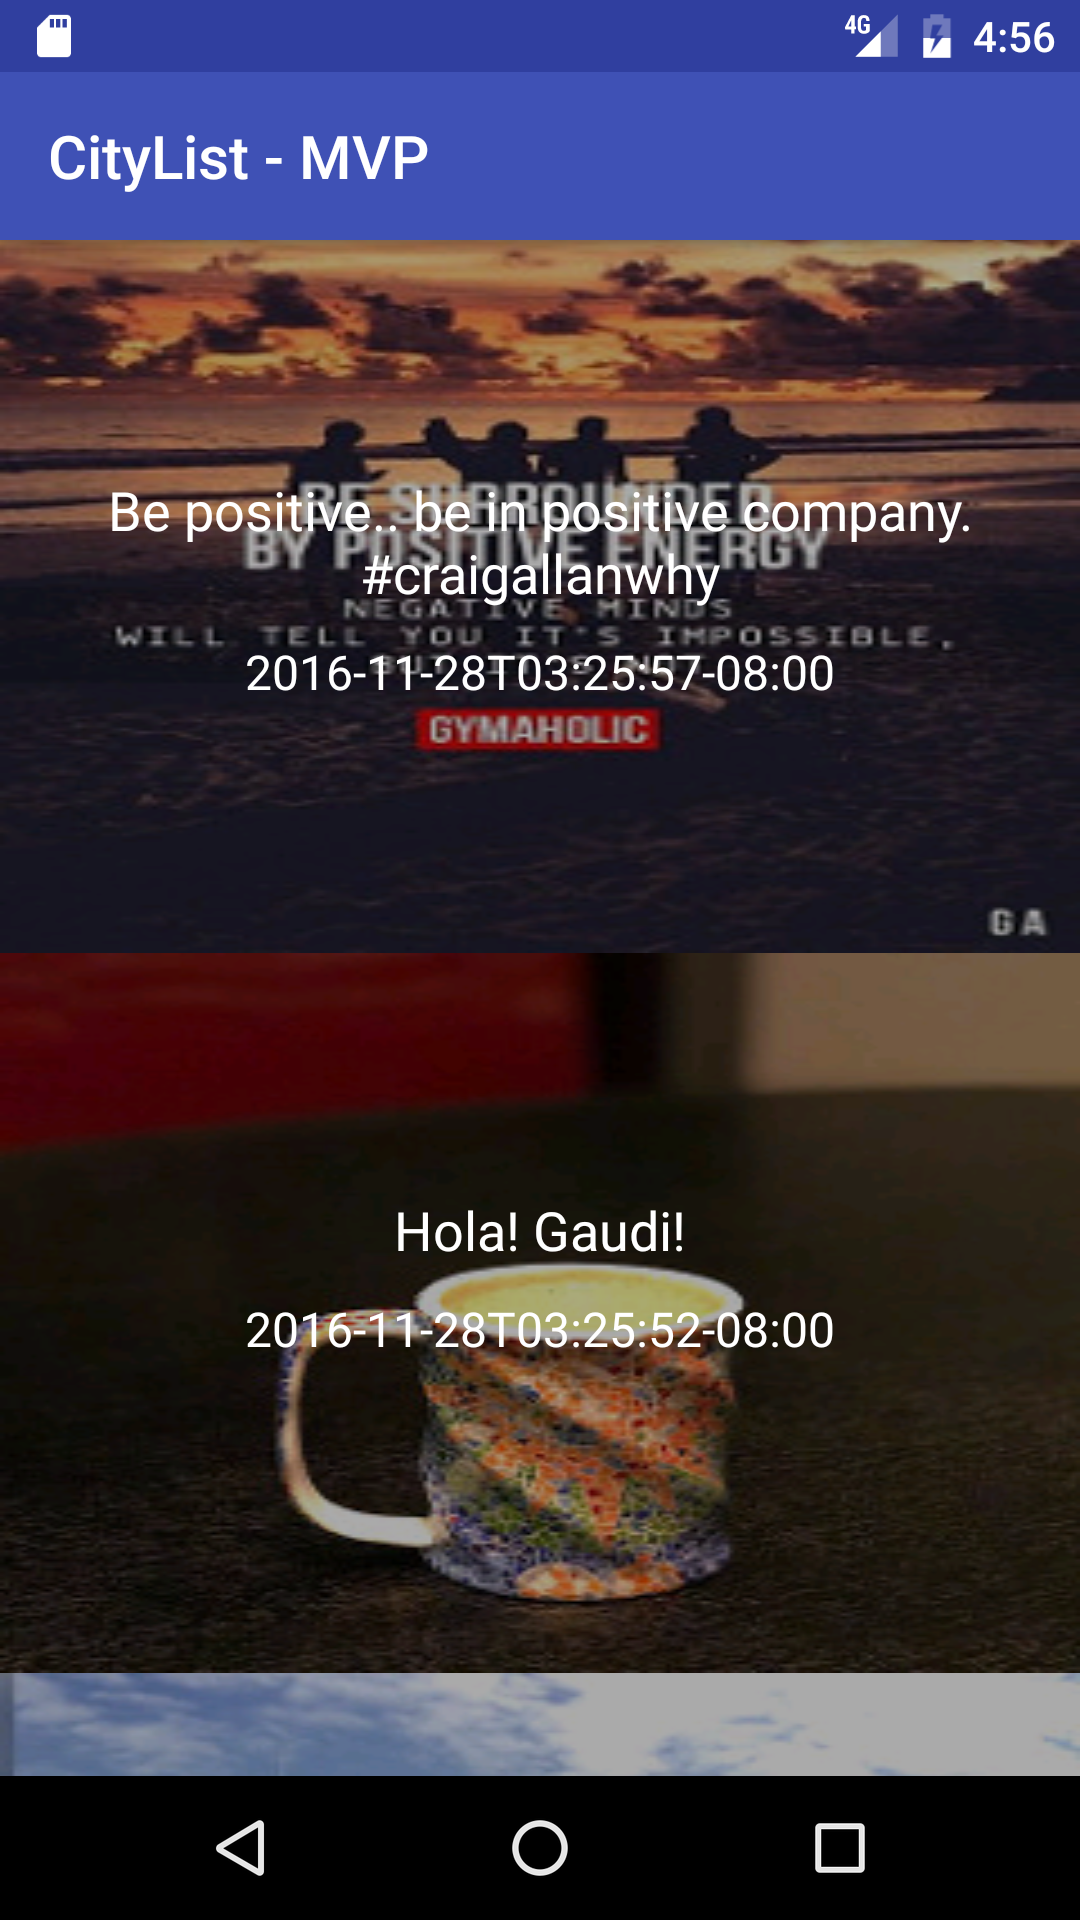 4G 4:56
CityList - MVP
BE SURROUNDED
Be positive.. be in positive company.
BY POSITIVE ENERGY
#craigallanwhy
NEGATIVE MINDS
WILL TELL YOU IT'S IMPOSSIBLE,
2016-11-28T03:25:57-08:00
GYMAHOLIC
GA
Hola! Gaudi!
2016-11-28T03:25:52-08:00